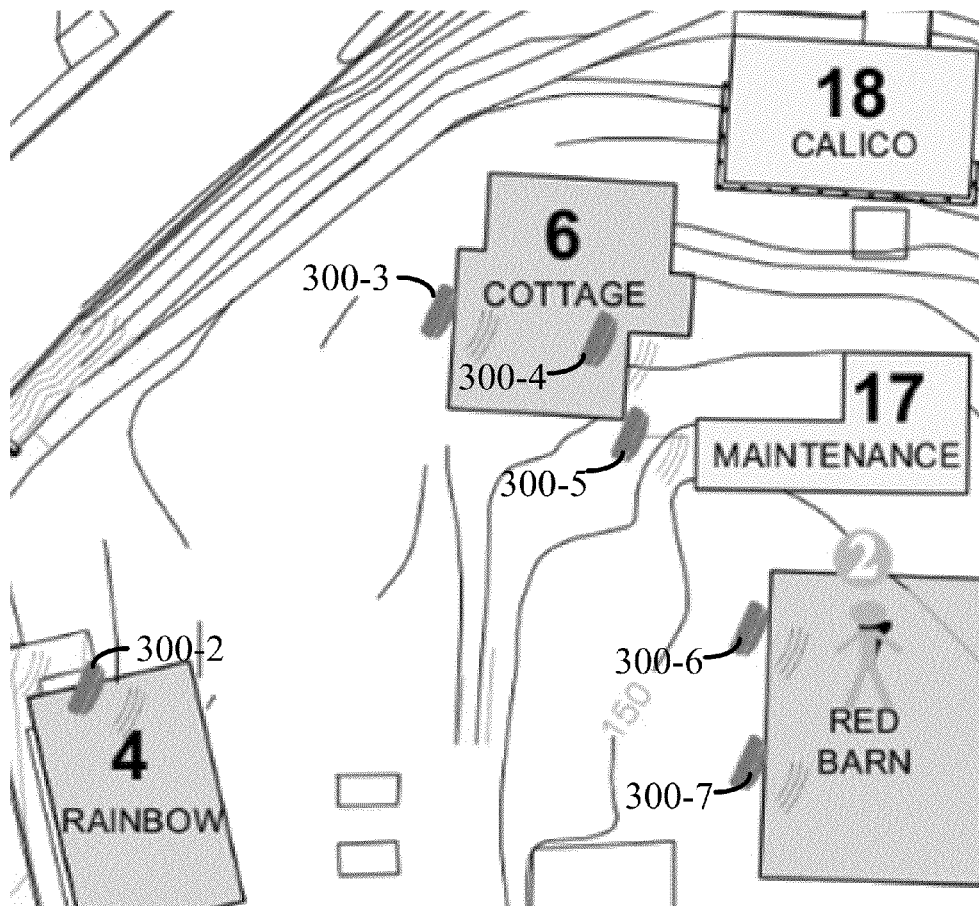 18
CALICO
6
300-3
COTTAGE
300-4
17
MAINTENANCE
300-5
2
300-2
300-6
150
RED
BARN
4
300-7
RAINBOW